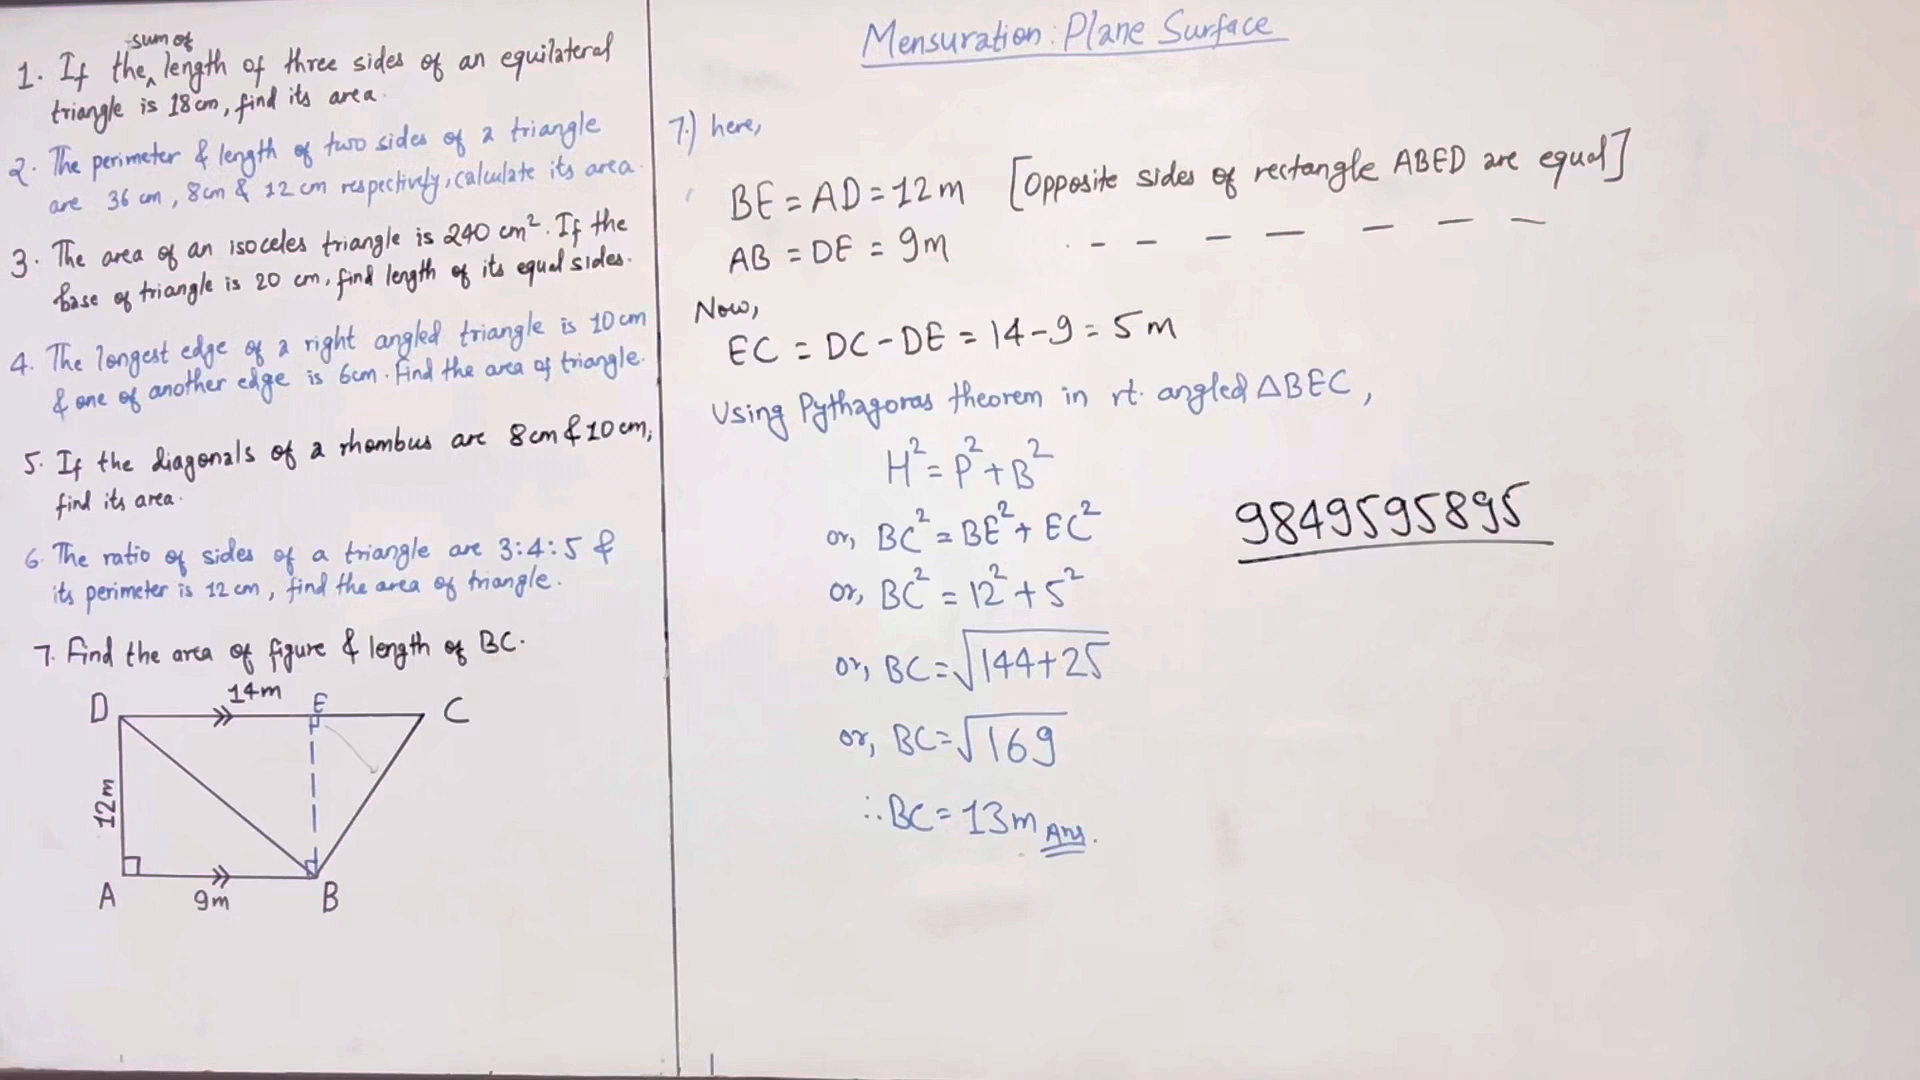 Mensuration: Plane Surface
sum of
1. If the ^ length of three sides of an equilateral
triangle is 18 cm, find its area.
2. The perimeter & length of two sides of a triangle
are 36 cm, 8cm & 12 cm respectively, calculate its area.
3. The area of an isoceles triangle is 240 cm². If the
base of triangle is 20 cm, find length of its equal sides.
4. The longest edge of a right angled triangle is 10cm
& one of another edge is 6cm. Find the area of triangle.
5. If the diagonals of a rhombus are 8cm & 10 cm,
find its area.
6. The ratio of sides of a triangle are 3:4:5 &
its perimeter is 12 cm, find the area of triangle.
7. Find the area of figure & length of BC.
14m
D E C
12m
A 9m B
7.) here,
BE = AD = 12m [Opposite sides of rectangle ABED are equal]
AB = DE = 9m - - - - - - -
Now,
EC = DC - DE = 14 - 9 = 5m
Using Pythagoras theorem in rt. angled ΔBEC,
H² = P² + B²
or, BC² = BE² + EC²
or, BC² = 12² + 5²
or, BC = √144+25
or, BC = √169
∴ BC = 13m Ans.
9849595895